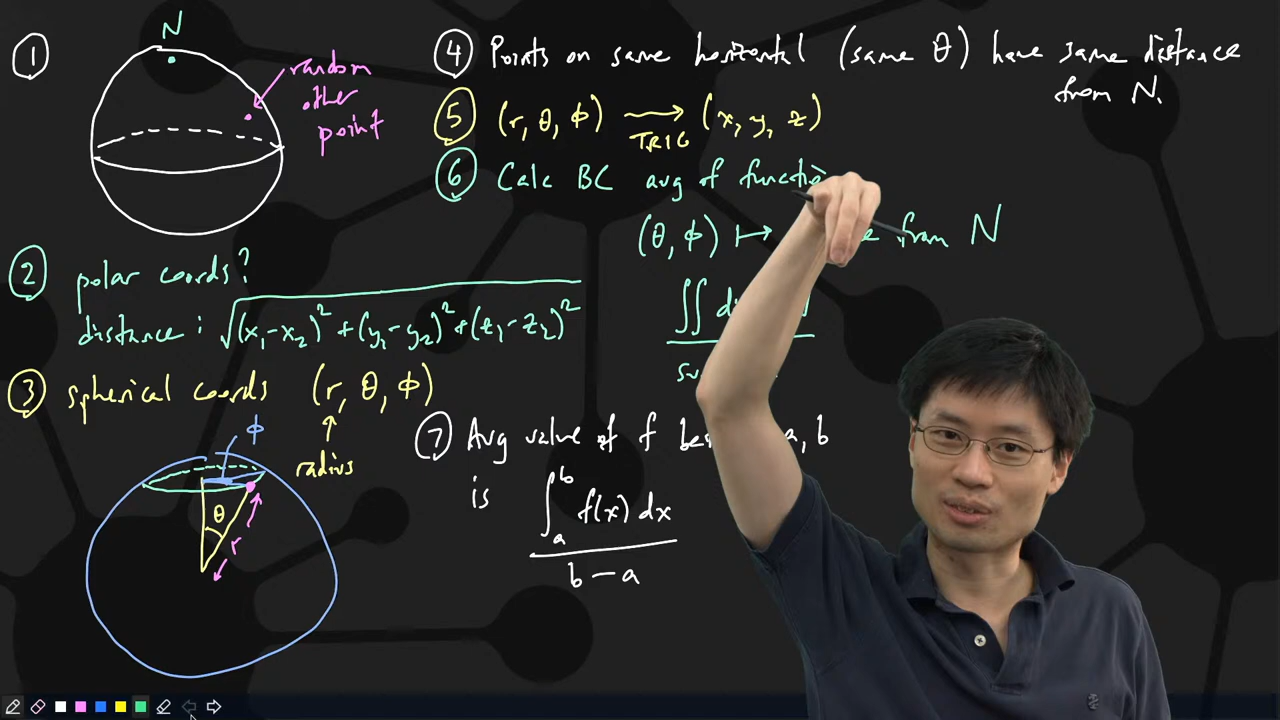 ① N
random
other
point
② polar coords?
distance : √(x₁-x₂)² + (y₁-y₂)² + (z₁-z₂)²
③ spherical coords (r, θ, φ)
radius
φ
θ
r
④ Points on same horizontal (same θ) have same distance
from N.
⑤ (r, θ, φ) ⟶ (x, y, z)
TRIG
⑥ Calc BC avg of
(θ, φ) ↦ from N
∬
⑦ Avg value of f a, b
is ∫ₐᵇ f(x) dx
b - a